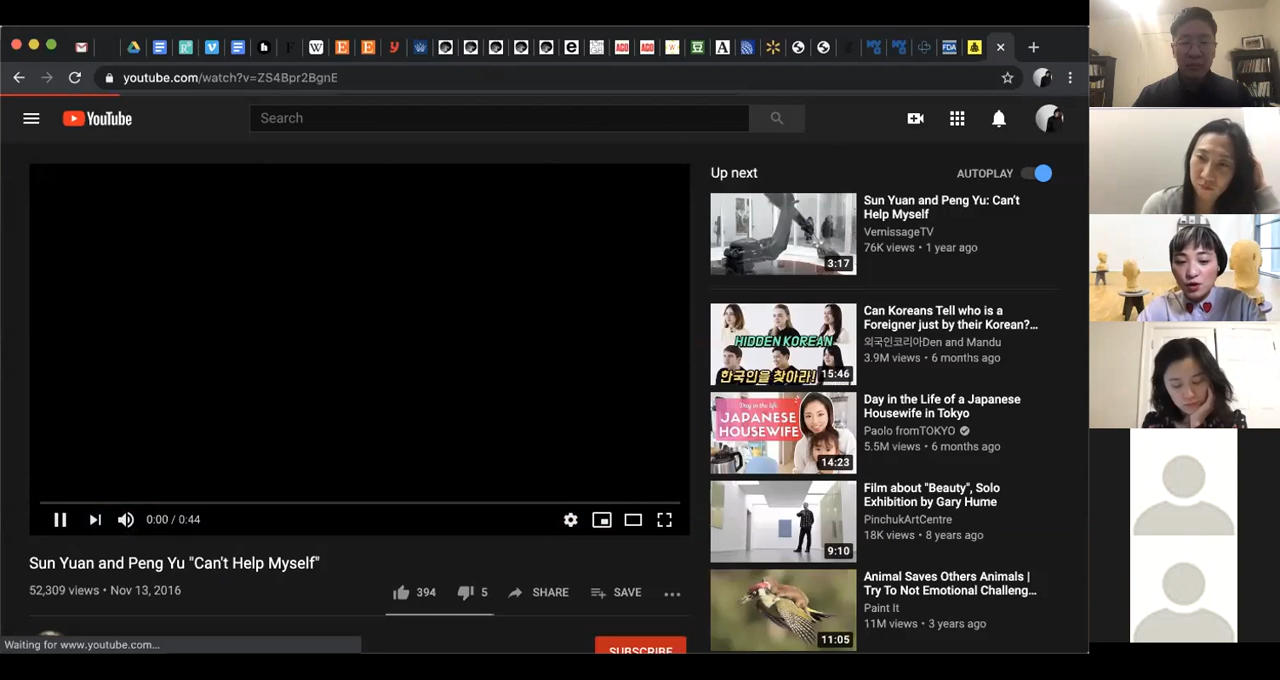 youtube.com/watch?v=ZS4Bpr2BgnE
YouTube
Search
0:00 / 0:44
Sun Yuan and Peng Yu "Can't Help Myself"
52,309 views • Nov 13, 2016
394
5
SHARE
SAVE
SUBSCRIBE
Waiting for www.youtube.com...
Up next
AUTOPLAY
3:17
Sun Yuan and Peng Yu: Can't
Help Myself
VernissageTV
76K views • 1 year ago
HIDDEN KOREAN
한국인을 찾아라!
15:46
Can Koreans Tell who is a
Foreigner just by their Korean?...
외국인코리아Den and Mandu
3.9M views • 6 months ago
Day in the life
JAPANESE
HOUSEWIFE
14:23
Day in the Life of a Japanese
Housewife in Tokyo
Paolo fromTOKYO
5.5M views • 6 months ago
9:10
Film about "Beauty", Solo
Exhibition by Gary Hume
PinchukArtCentre
18K views • 8 years ago
11:05
Animal Saves Others Animals |
Try To Not Emotional Challeng...
Paint It
11M views • 3 years ago